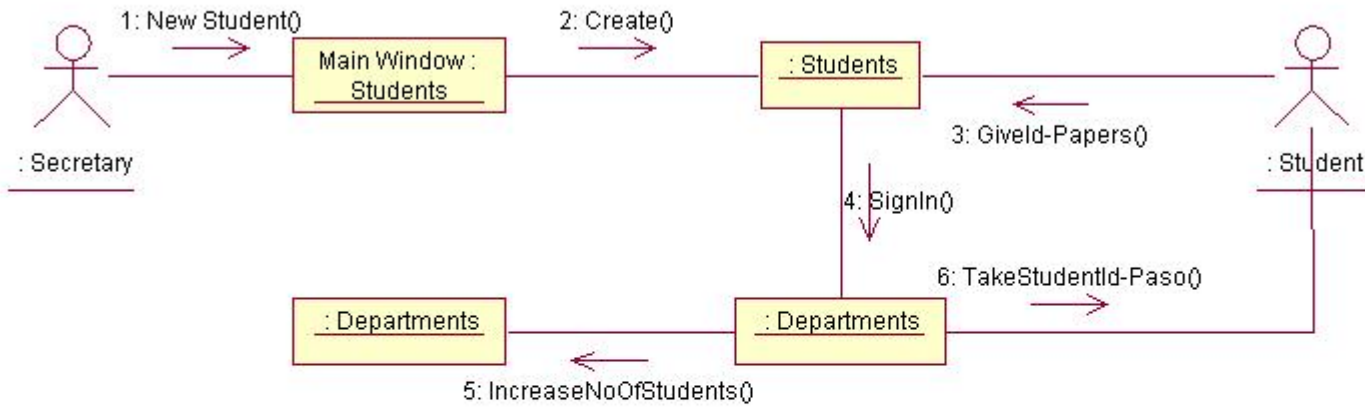 1: New Student()
2: Create()
Main Window :
Students
: Students
3: GiveId-Papers()
: Secretary
: Student
4: SignIn()
6: TakeStudentId-Paso()
: Departments
: Departments
5: IncreaseNoOfStudents()